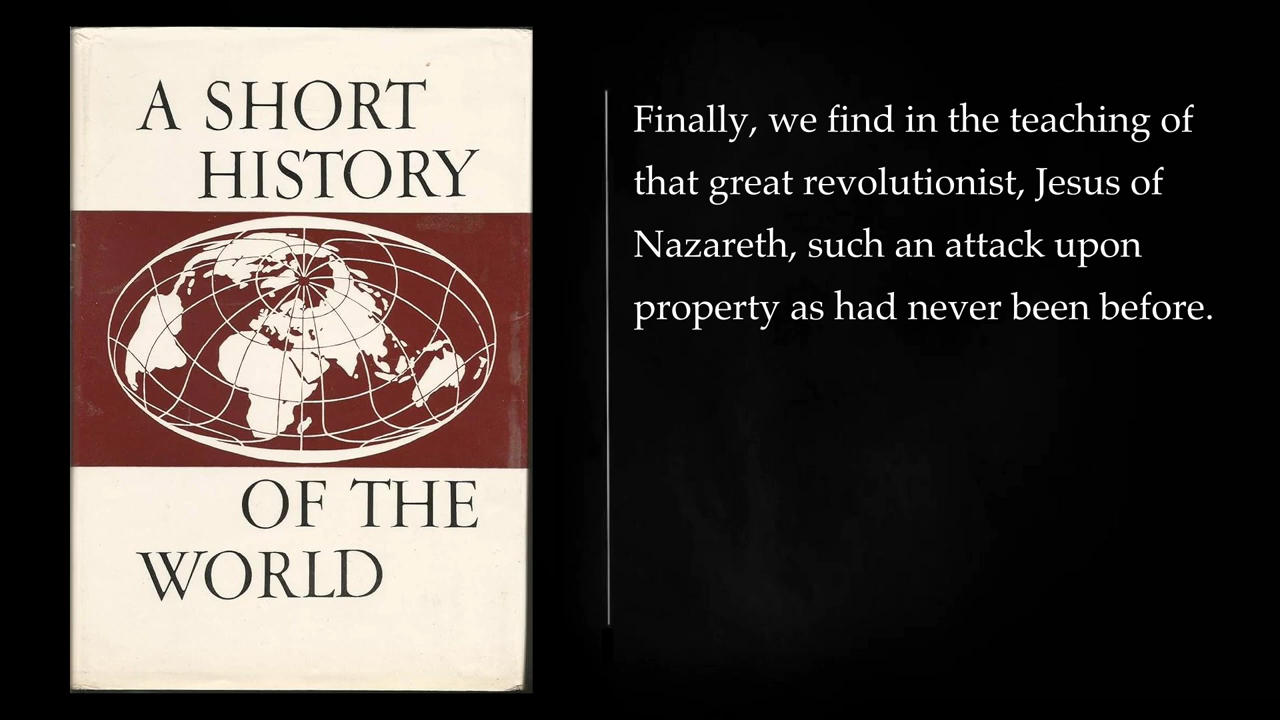 A SHORT
HISTORY
OF THE
WORLD
Finally, we find in the teaching of
that great revolutionist, Jesus of
Nazareth, such an attack upon
property as had never been before.